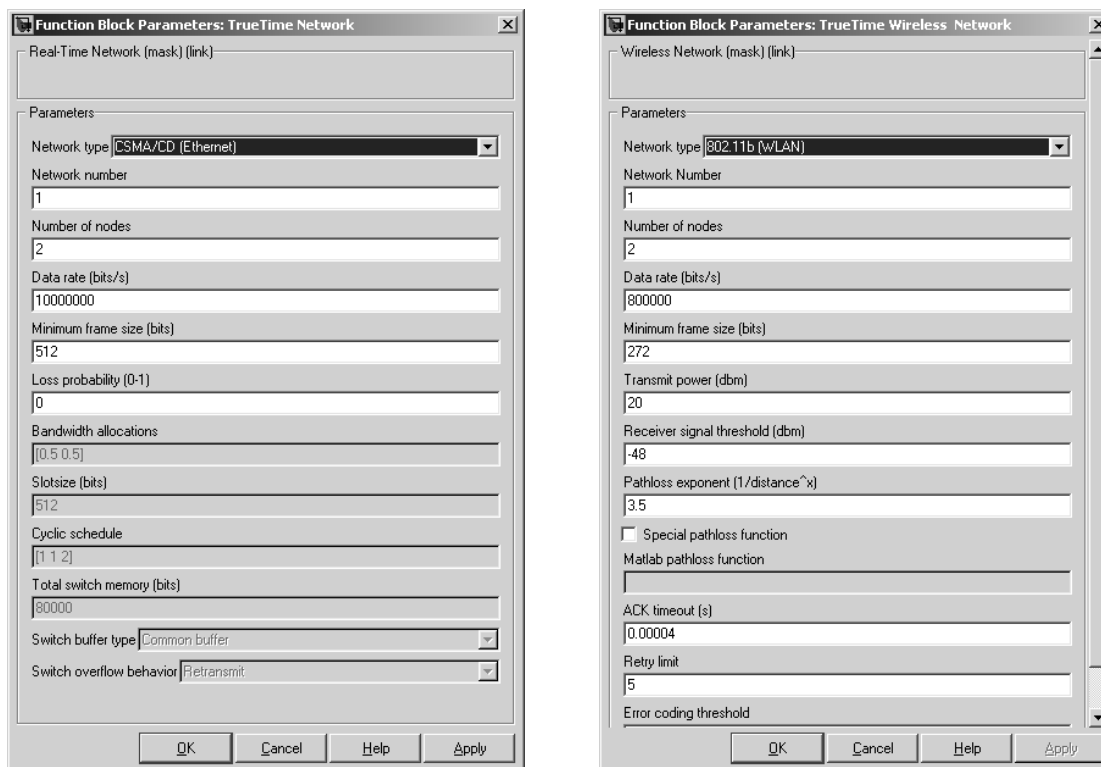 Function Block Parameters: TrueTime Network
Real-Time Network (mask) (link)
Parameters
Network type CSMA/CD (Ethernet)
Network number
1
Number of nodes
2
Data rate (bits/s)
10000000
Minimum frame size (bits)
512
Loss probability (0-1)
0
Bandwidth allocations
[0.5 0.5]
Slotsize (bits)
512
Cyclic schedule
[1 1 2]
Total switch memory (bits)
80000
Switch buffer type Common buffer
Switch overflow behavior Retransmit
OK Cancel Help Apply
Function Block Parameters: TrueTime Wireless Network
Wireless Network (mask) (link)
Parameters
Network type 802.11b (WLAN)
Network Number
1
Number of nodes
2
Data rate (bits/s)
800000
Minimum frame size (bits)
272
Transmit power (dbm)
20
Receiver signal threshold (dbm)
-48
Pathloss exponent (1/distance^x)
3.5
Special pathloss function
Matlab pathloss function
ACK timeout (s)
0.00004
Retry limit
5
Error coding threshold
OK Cancel Help Apply